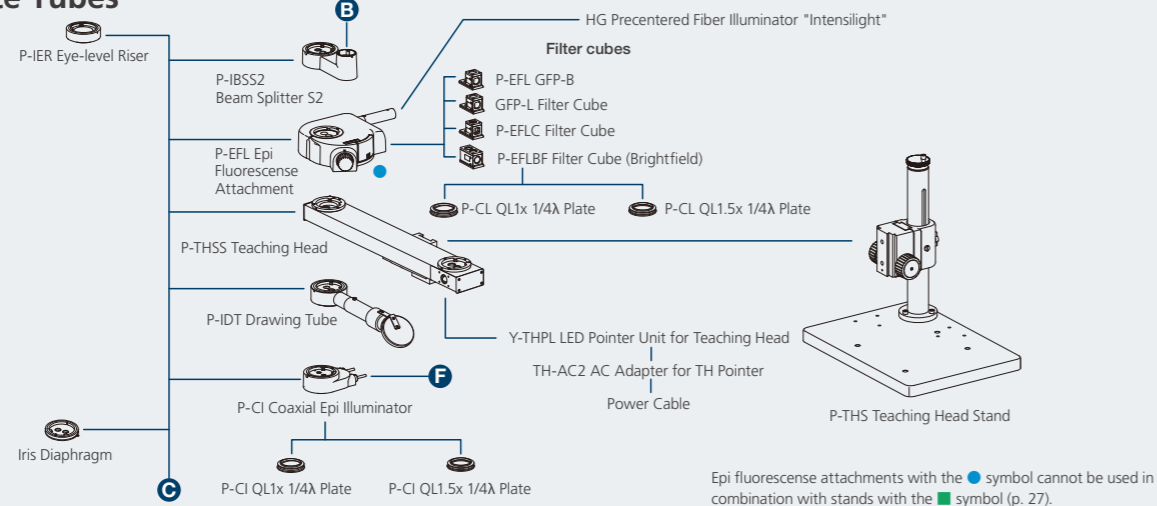 B
HG Precentered Fiber Illuminator "Intensilight"
P-IER Eye-level Riser
Filter cubes
P-IBSS2
Beam Splitter S2
P-EFL GFP-B
GFP-L Filter Cube
P-EFLC Filter Cube
P-EFLBF Filter Cube (Brightfield)
P-EFL Epi
Fluorescense
Attachment
P-CL QL1x 1/4λ Plate
P-CL QL1.5x 1/4λ Plate
P-THSS Teaching Head
P-IDT Drawing Tube
Y-THPL LED Pointer Unit for Teaching Head
TH-AC2 AC Adapter for TH Pointer
Power Cable
F
P-CI Coaxial Epi Illuminator
P-THS Teaching Head Stand
Iris Diaphragm
C
P-CI QL1x 1/4λ Plate
P-CI QL1.5x 1/4λ Plate
Epi fluorescense attachments with the ● symbol cannot be used in
combination with stands with the ■ symbol (p. 27).